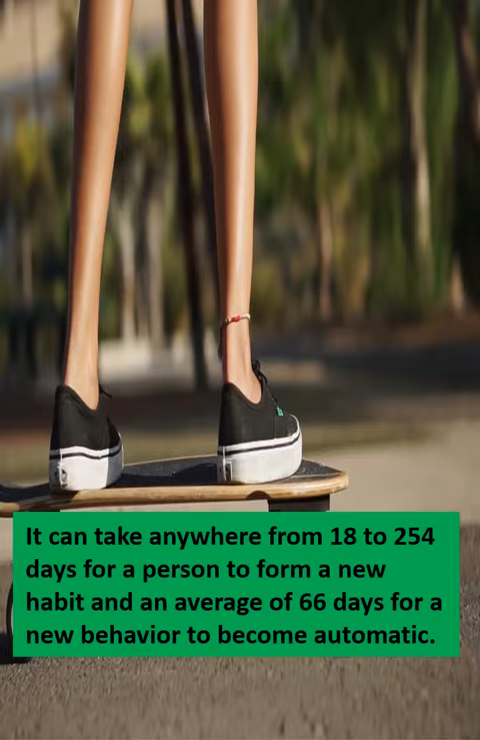 It can take anywhere from 18 to 254
days for a person to form a new
habit and an average of 66 days for a
new behavior to become automatic.